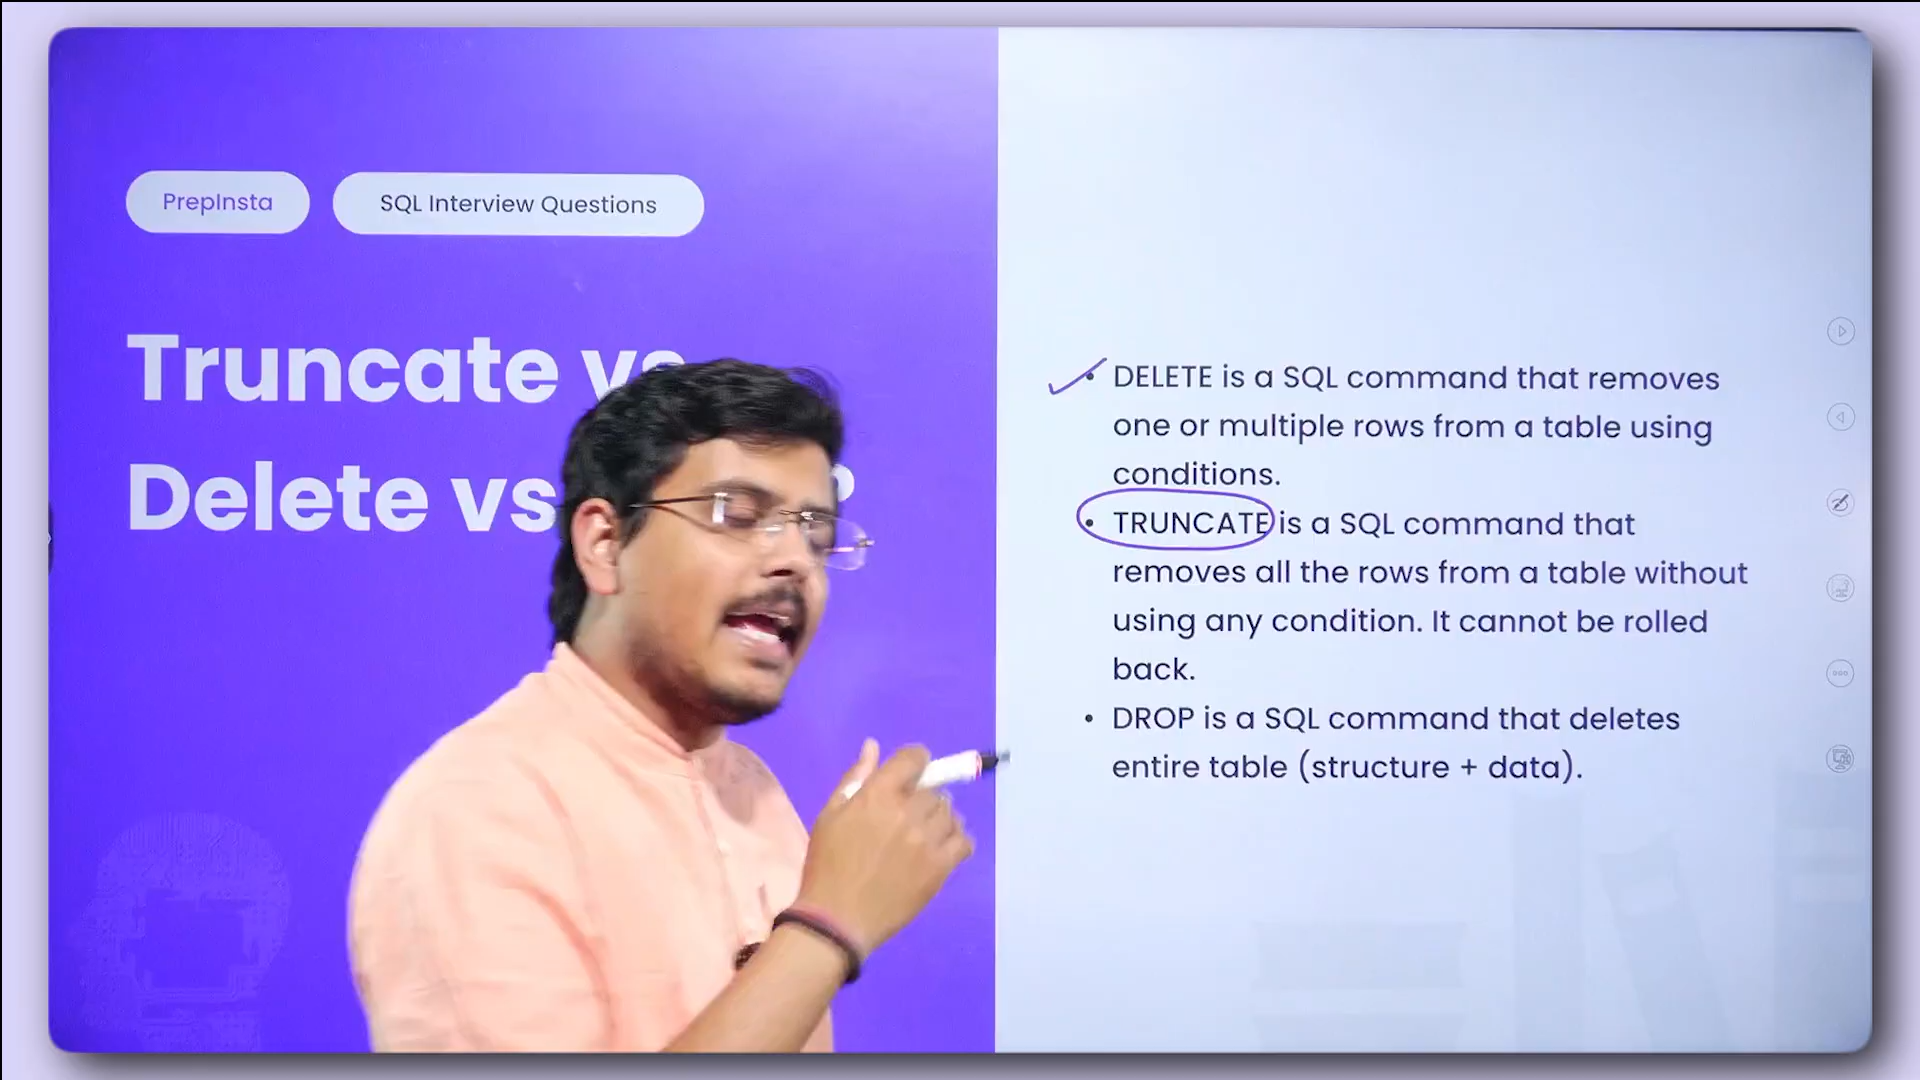 PrepInsta
SQL Interview Questions
Truncate vs
Delete vs ?
• DELETE is a SQL command that removes
one or multiple rows from a table using
conditions.
• TRUNCATE is a SQL command that
removes all the rows from a table without
using any condition. It cannot be rolled
back.
• DROP is a SQL command that deletes
entire table (structure + data).